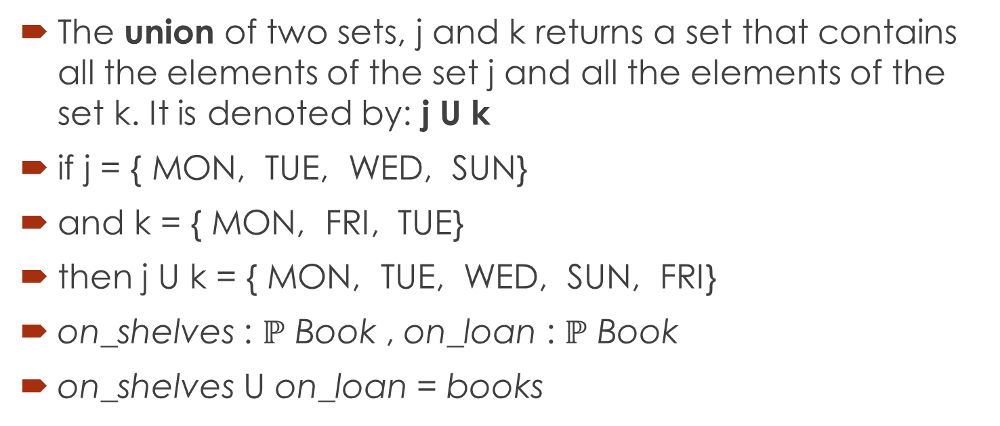 The union of two sets, j and k returns a set that contains
all the elements of the set j and all the elements of the
set k. It is denoted by: j U k
if j = { MON, TUE, WED, SUN}
and k = { MON, FRI, TUE}
then j U k = { MON, TUE, WED, SUN, FRI}
on_shelves : ℙ Book , on_loan : ℙ Book
on_shelves U on_loan = books